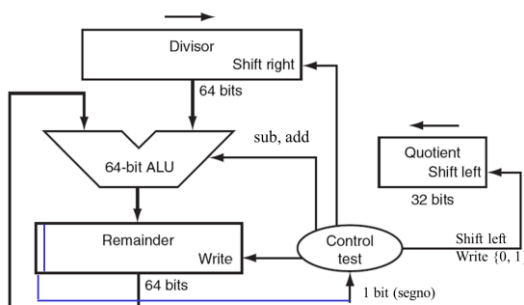 Divisor
Shift right
64 bits
sub, add
64-bit ALU
Quotient
Shift left
32 bits
Remainder
Write
Control
test
Shift left
Write {0, 1}
64 bits
1 bit (segno)